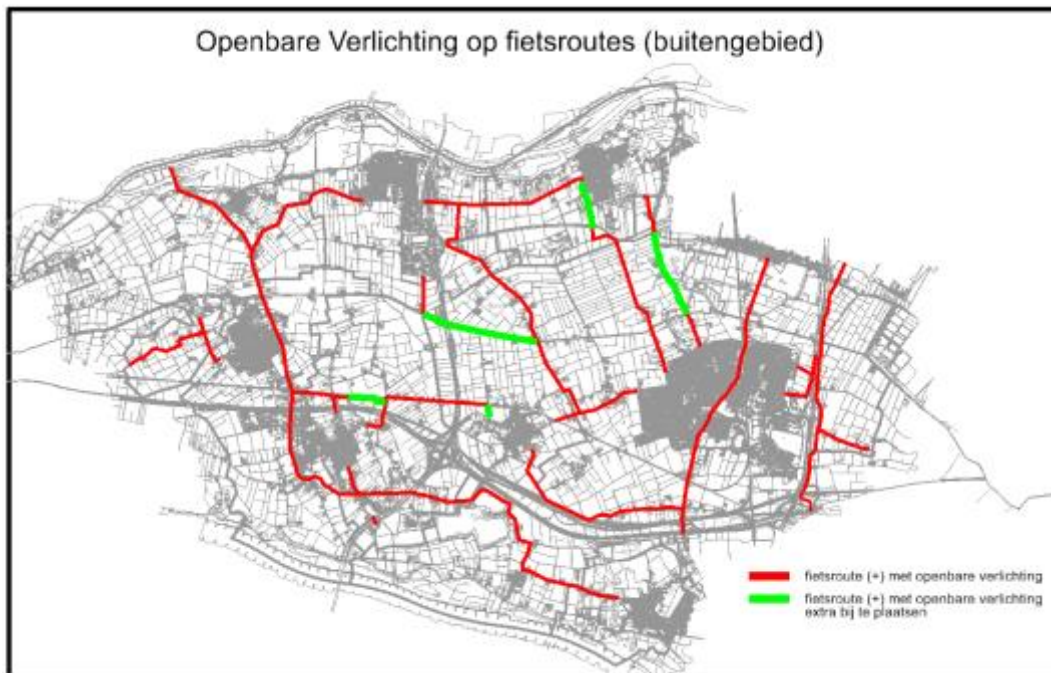 Openbare Verlichting op fietsroutes (buitengebied)
fietsroute (+) met openbare verlichting
fietsroute (+) met openbare verlichting
extra bij te plaatsen